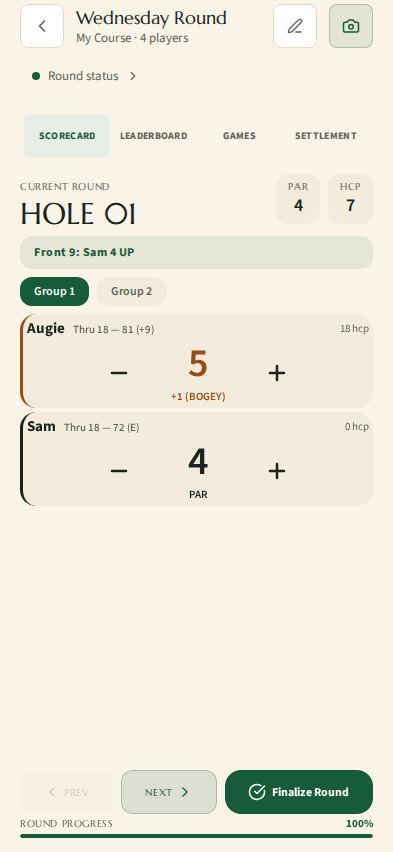 Wednesday Round
My Course · 4 players
Round status
SCORECARD LEADERBOARD GAMES SETTLEMENT
CURRENT ROUND
HOLE 01
PAR
4
HCP
7
Front 9: Sam 4 UP
Group 1 Group 2
Augie Thru 18 — 81 (+9) 18 hcp
− 5 +
+1 (BOGEY)
Sam Thru 18 — 72 (E) 0 hcp
− 4 +
PAR
PREV NEXT Finalize Round
ROUND PROGRESS 100%